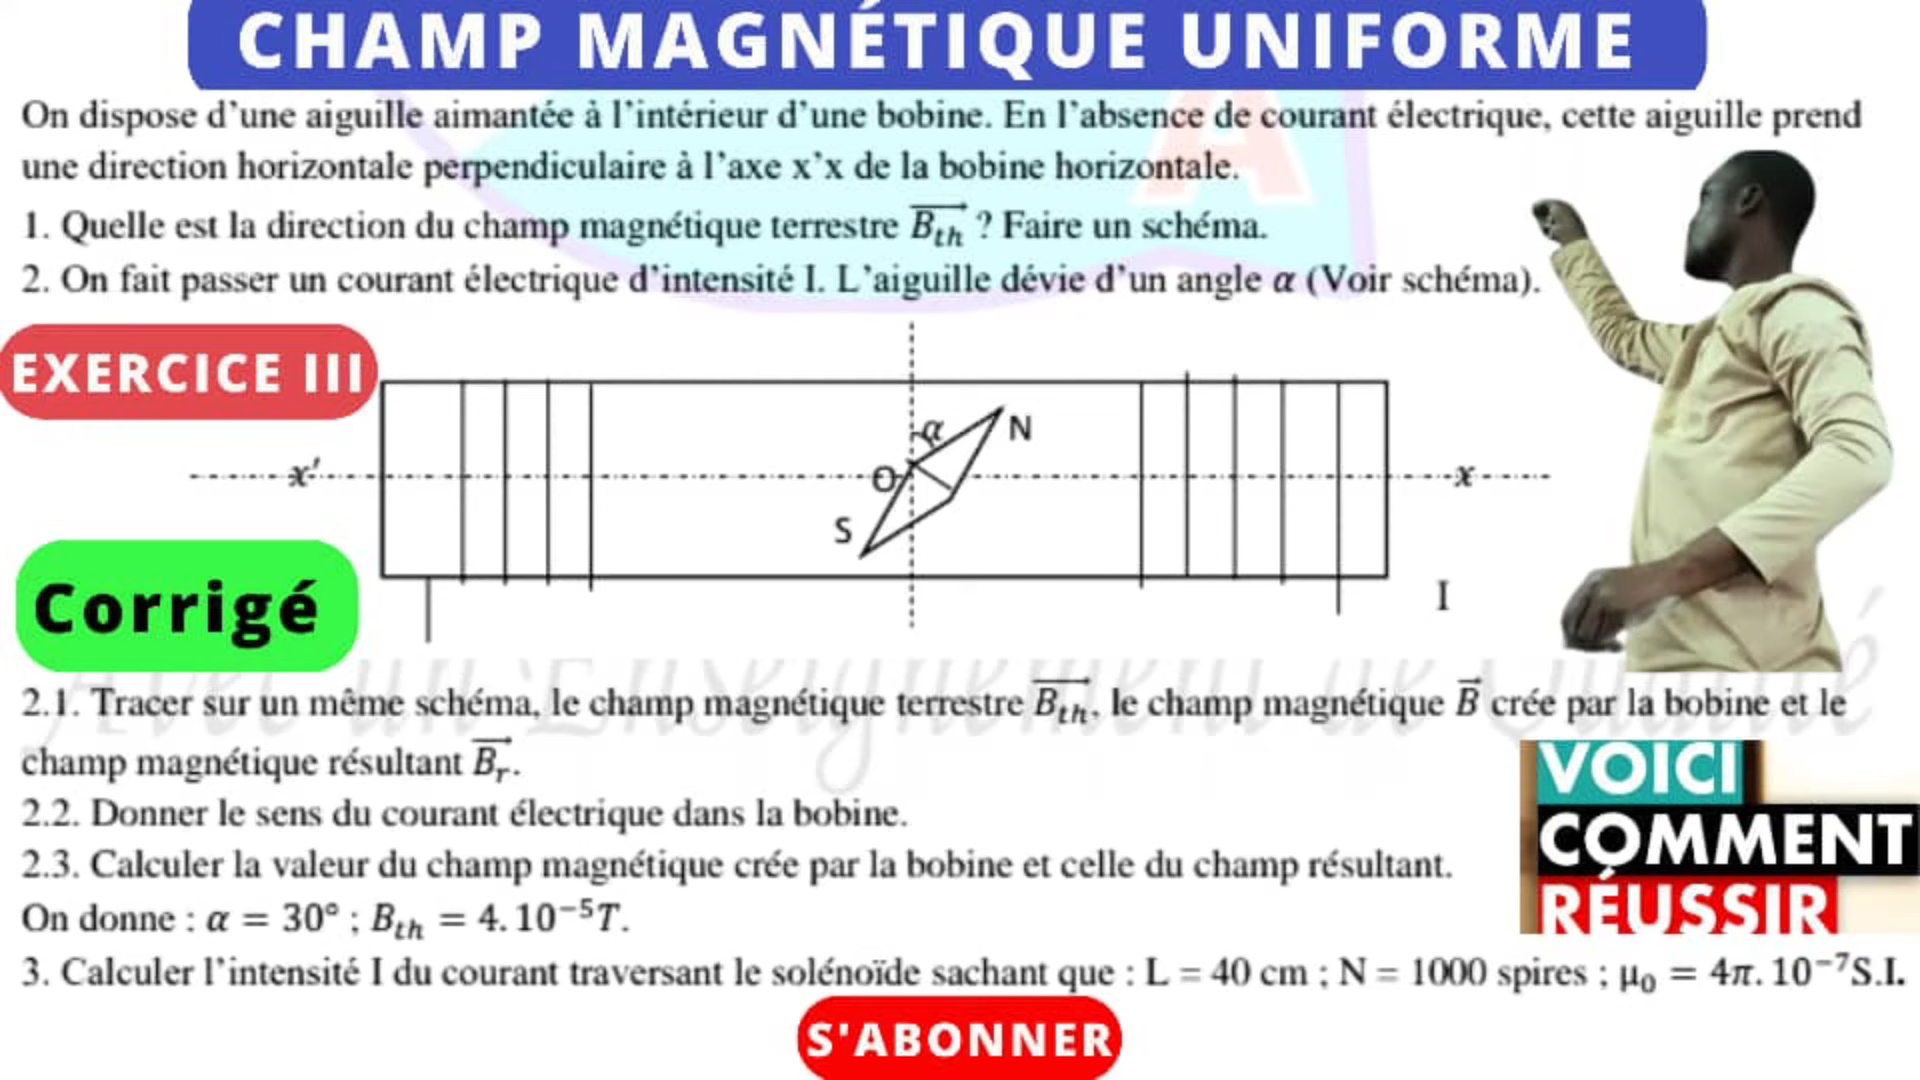 CHAMP MAGNÉTIQUE UNIFORME
On dispose d'une aiguille aimantée à l'intérieur d'une bobine. En l'absence de courant électrique, cette aiguille prend
une direction horizontale perpendiculaire à l'axe x'x de la bobine horizontale.
1. Quelle est la direction du champ magnétique terrestre $\overrightarrow{B_{th}}$ ? Faire un schéma.
2. On fait passer un courant électrique d'intensité I. L'aiguille dévie d'un angle α (Voir schéma).
EXERCICE III
α
N
x'
O
x
S
Corrigé
I
Avec un Enseignement de Qualité
2.1. Tracer sur un même schéma, le champ magnétique terrestre $\overrightarrow{B_{th}}$, le champ magnétique $\vec{B}$ crée par la bobine et le
champ magnétique résultant $\overrightarrow{B_r}$.
2.2. Donner le sens du courant électrique dans la bobine.
2.3. Calculer la valeur du champ magnétique crée par la bobine et celle du champ résultant.
On donne : α = 30° ; $B_{th}$ = 4. 10⁻⁵T.
3. Calculer l'intensité I du courant traversant le solénoïde sachant que : L = 40 cm ; N = 1000 spires ; μ₀ = 4π. 10⁻⁷S.I.
VOICI
COMMENT
RÉUSSIR
S'ABONNER
A